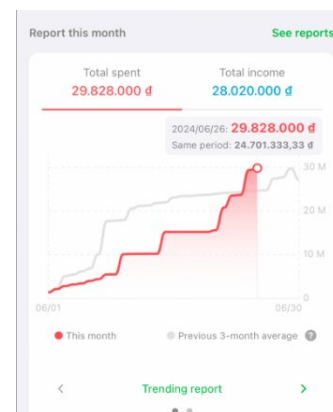 Report this month See reports
Total spent Total income
29.828.000 đ 28.020.000 đ
2024/06/26: 29.828.000 đ
Same period: 24.701.333,33 đ
30 M
20 M
10 M
0
06/01 06/30
This month Previous 3-month average ?
< Trending report >